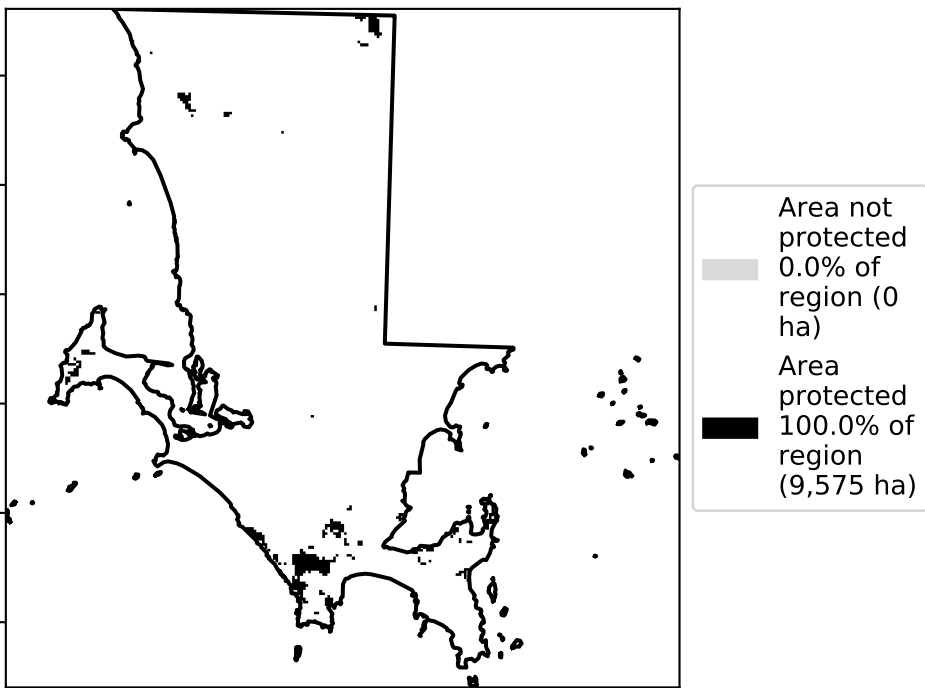 Area not
protected
0.0% of
region (0
ha)
Area
protected
100.0% of
region
(9,575 ha)